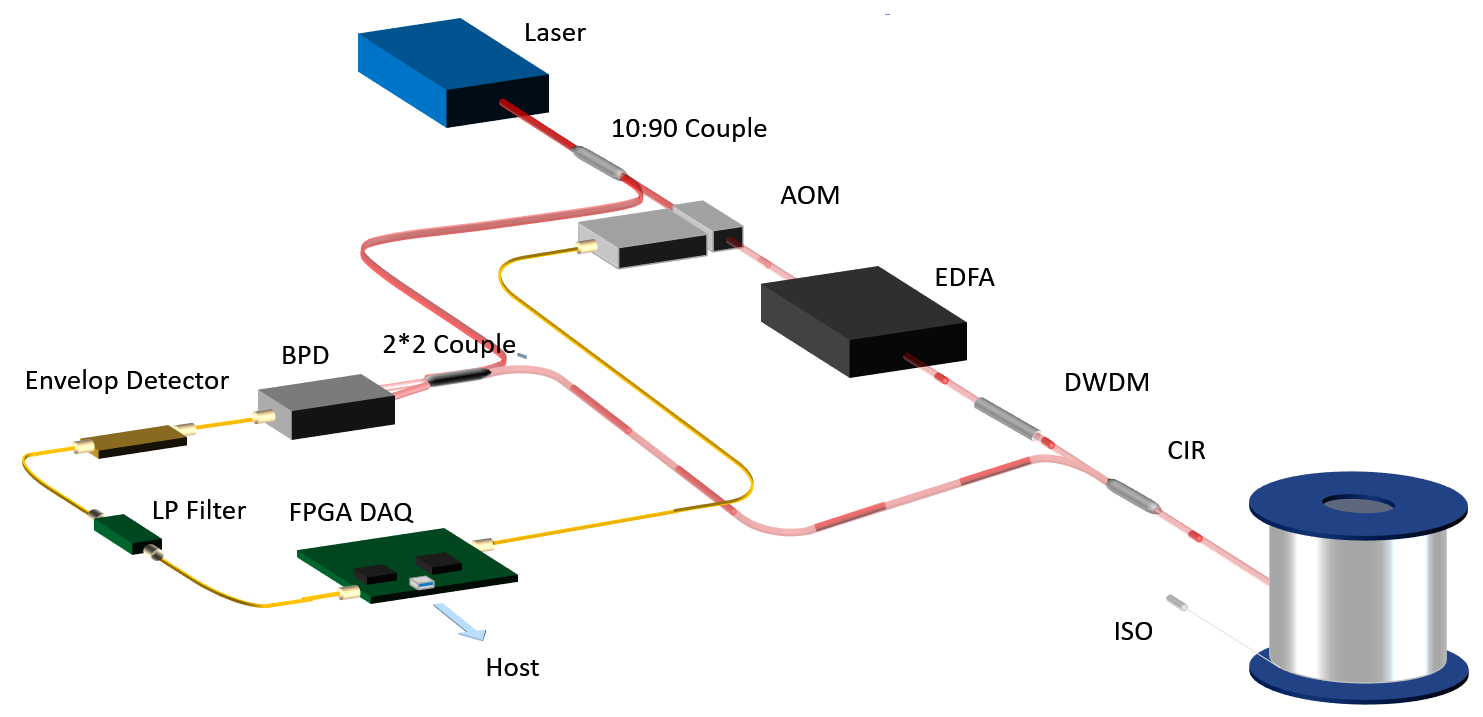 Laser
10:90 Couple
AOM
EDFA
2*2 Couple
BPD
Envelop Detector
DWDM
CIR
LP Filter
FPGA DAQ
ISO
Host